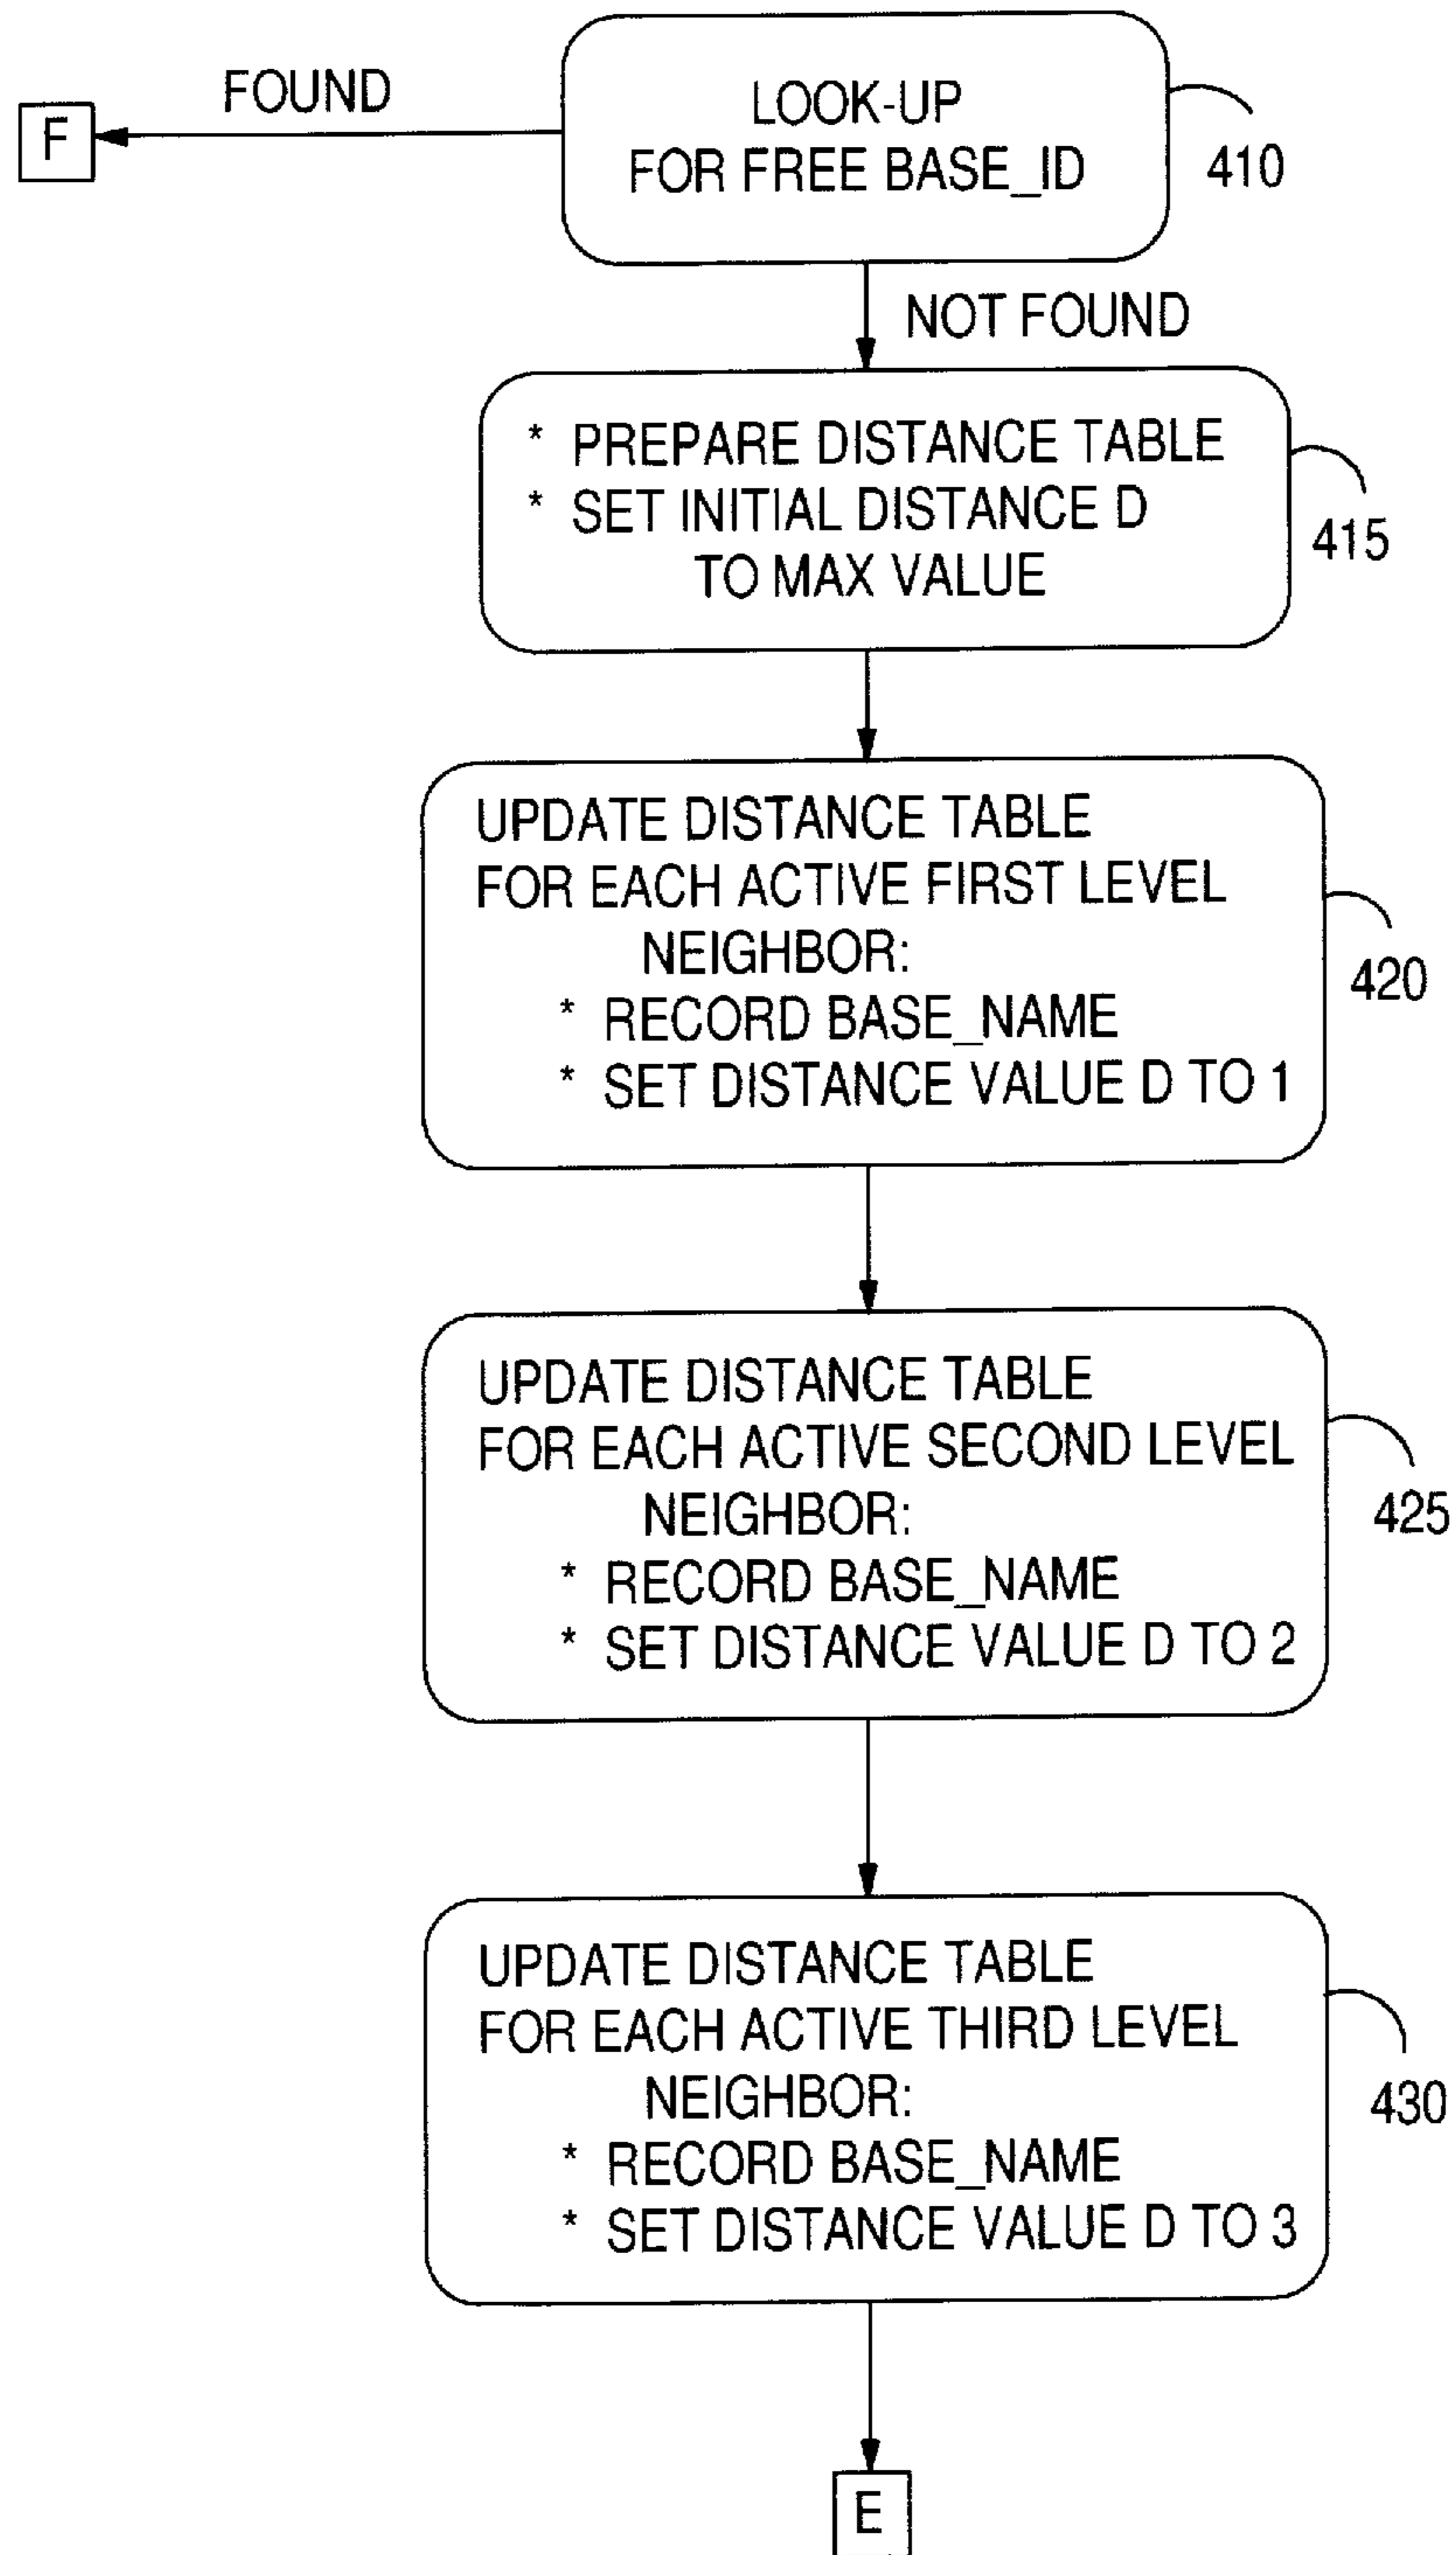 FOUND
F
LOOK-UP
FOR FREE BASE_ID
410
NOT FOUND
* PREPARE DISTANCE TABLE
* SET INITIAL DISTANCE D
TO MAX VALUE
415
UPDATE DISTANCE TABLE
FOR EACH ACTIVE FIRST LEVEL
NEIGHBOR:
* RECORD BASE_NAME
* SET DISTANCE VALUE D TO 1
420
UPDATE DISTANCE TABLE
FOR EACH ACTIVE SECOND LEVEL
NEIGHBOR:
* RECORD BASE_NAME
* SET DISTANCE VALUE D TO 2
425
UPDATE DISTANCE TABLE
FOR EACH ACTIVE THIRD LEVEL
NEIGHBOR:
* RECORD BASE_NAME
* SET DISTANCE VALUE D TO 3
430
E